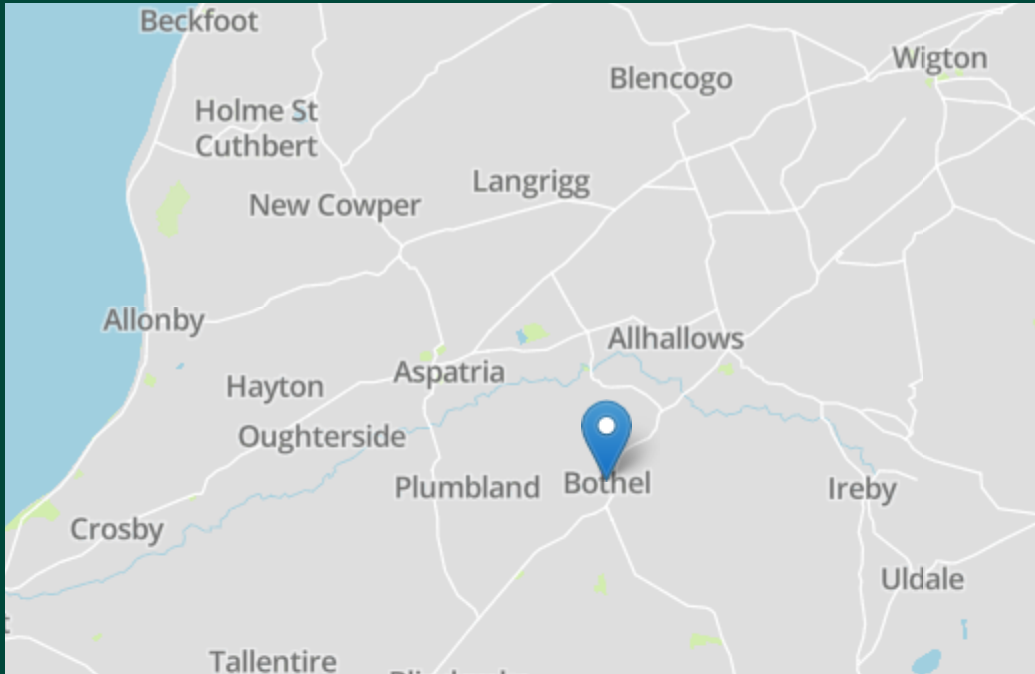 Beckfoot
Wigton
Blencogo
Holme St
Cuthbert
Langrigg
New Cowper
Allonby
Allhallows
Aspatria
Hayton
Oughterside
Plumbland
Bothel
Ireby
Crosby
Uldale
Tallentire